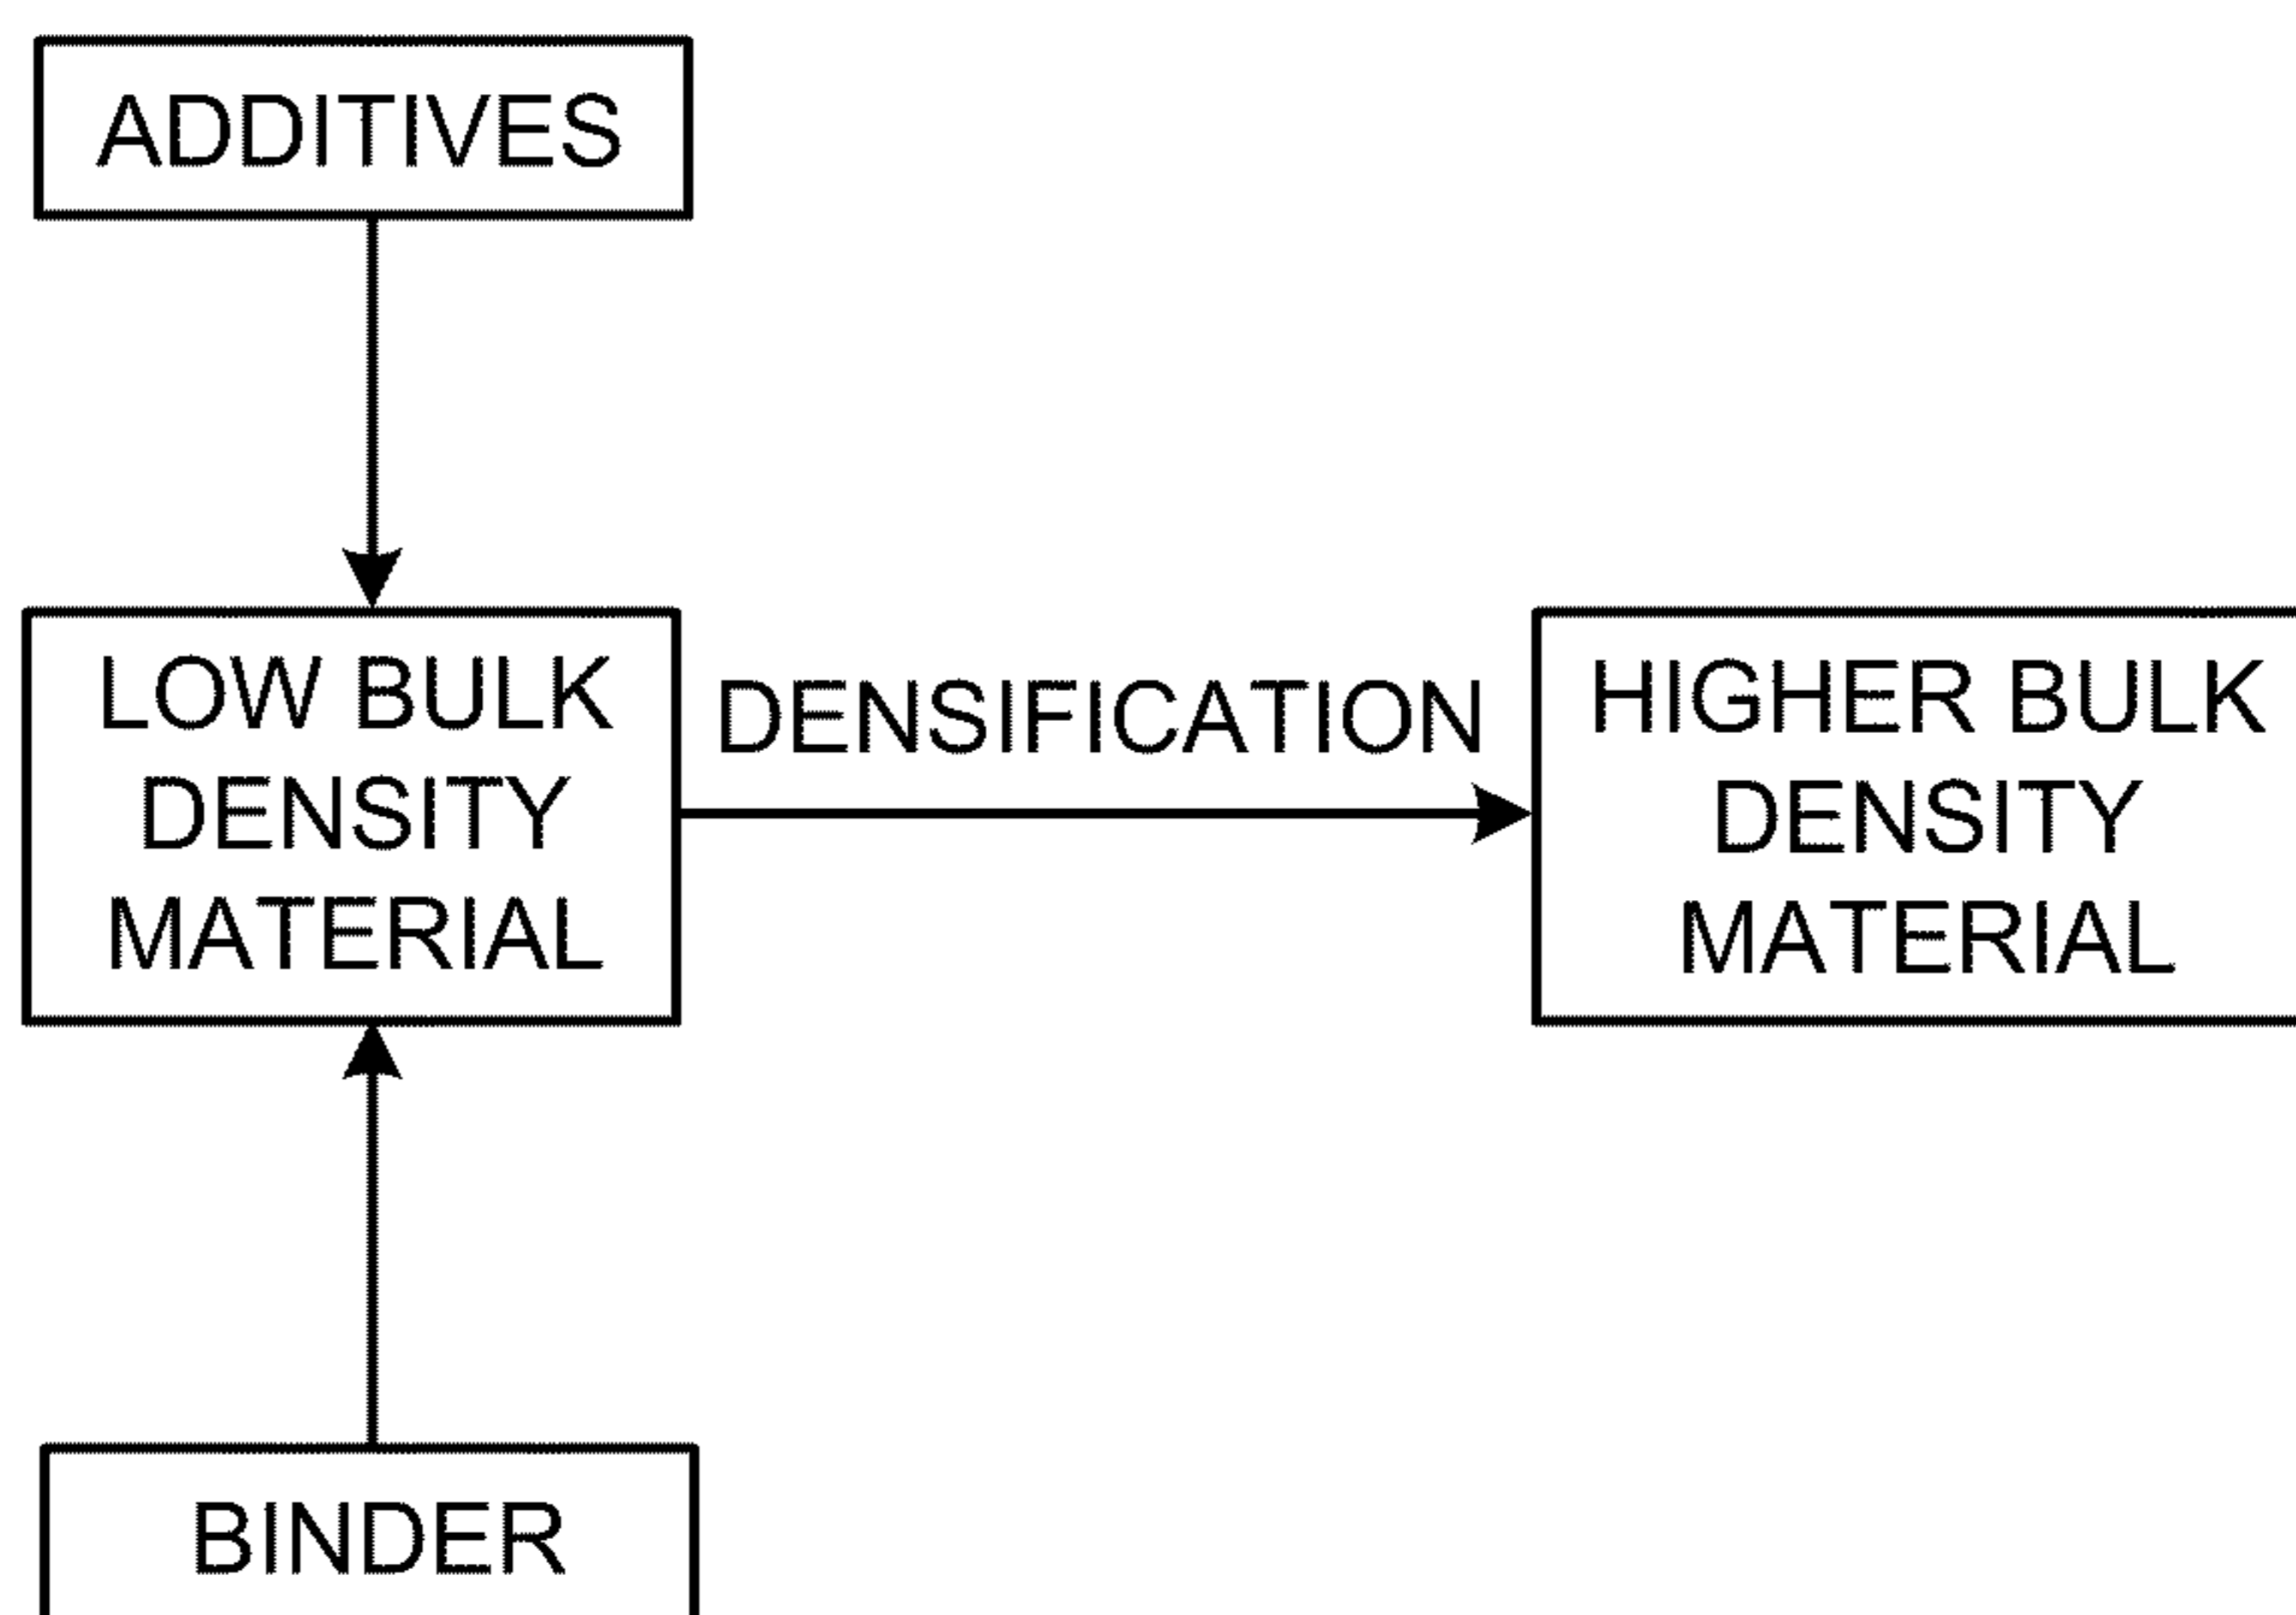 ADDITIVES
LOW BULK
DENSITY
MATERIAL
DENSIFICATION
HIGHER BULK
DENSITY
MATERIAL
BINDER